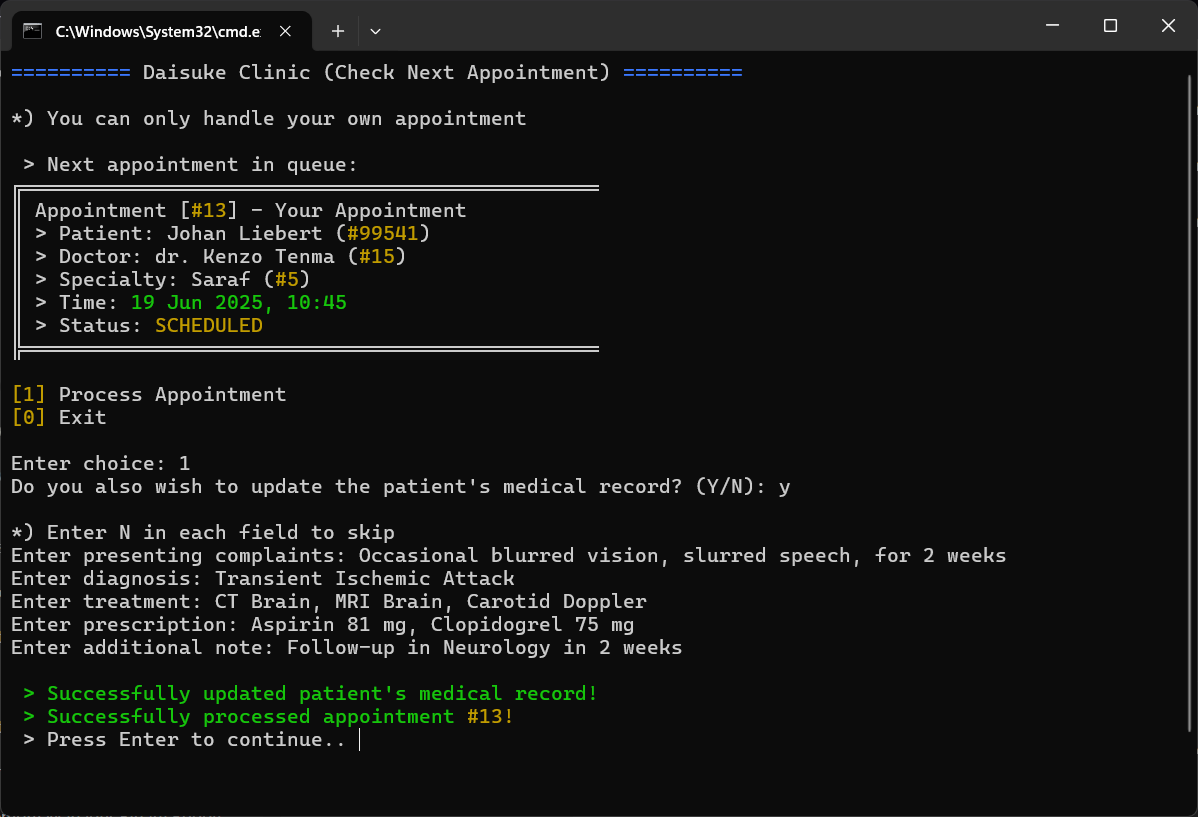 C:\Windows\System32\cmd.e
========== Daisuke Clinic (Check Next Appointment) ==========
*) You can only handle your own appointment
> Next appointment in queue:
Appointment [#13] - Your Appointment
> Patient: Johan Liebert (#99541)
> Doctor: dr. Kenzo Tenma (#15)
> Specialty: Saraf (#5)
> Time: 19 Jun 2025, 10:45
> Status: SCHEDULED
[1] Process Appointment
[0] Exit
Enter choice: 1
Do you also wish to update the patient's medical record? (Y/N): y
*) Enter N in each field to skip
Enter presenting complaints: Occasional blurred vision, slurred speech, for 2 weeks
Enter diagnosis: Transient Ischemic Attack
Enter treatment: CT Brain, MRI Brain, Carotid Doppler
Enter prescription: Aspirin 81 mg, Clopidogrel 75 mg
Enter additional note: Follow-up in Neurology in 2 weeks
> Successfully updated patient's medical record!
> Successfully processed appointment #13!
> Press Enter to continue..